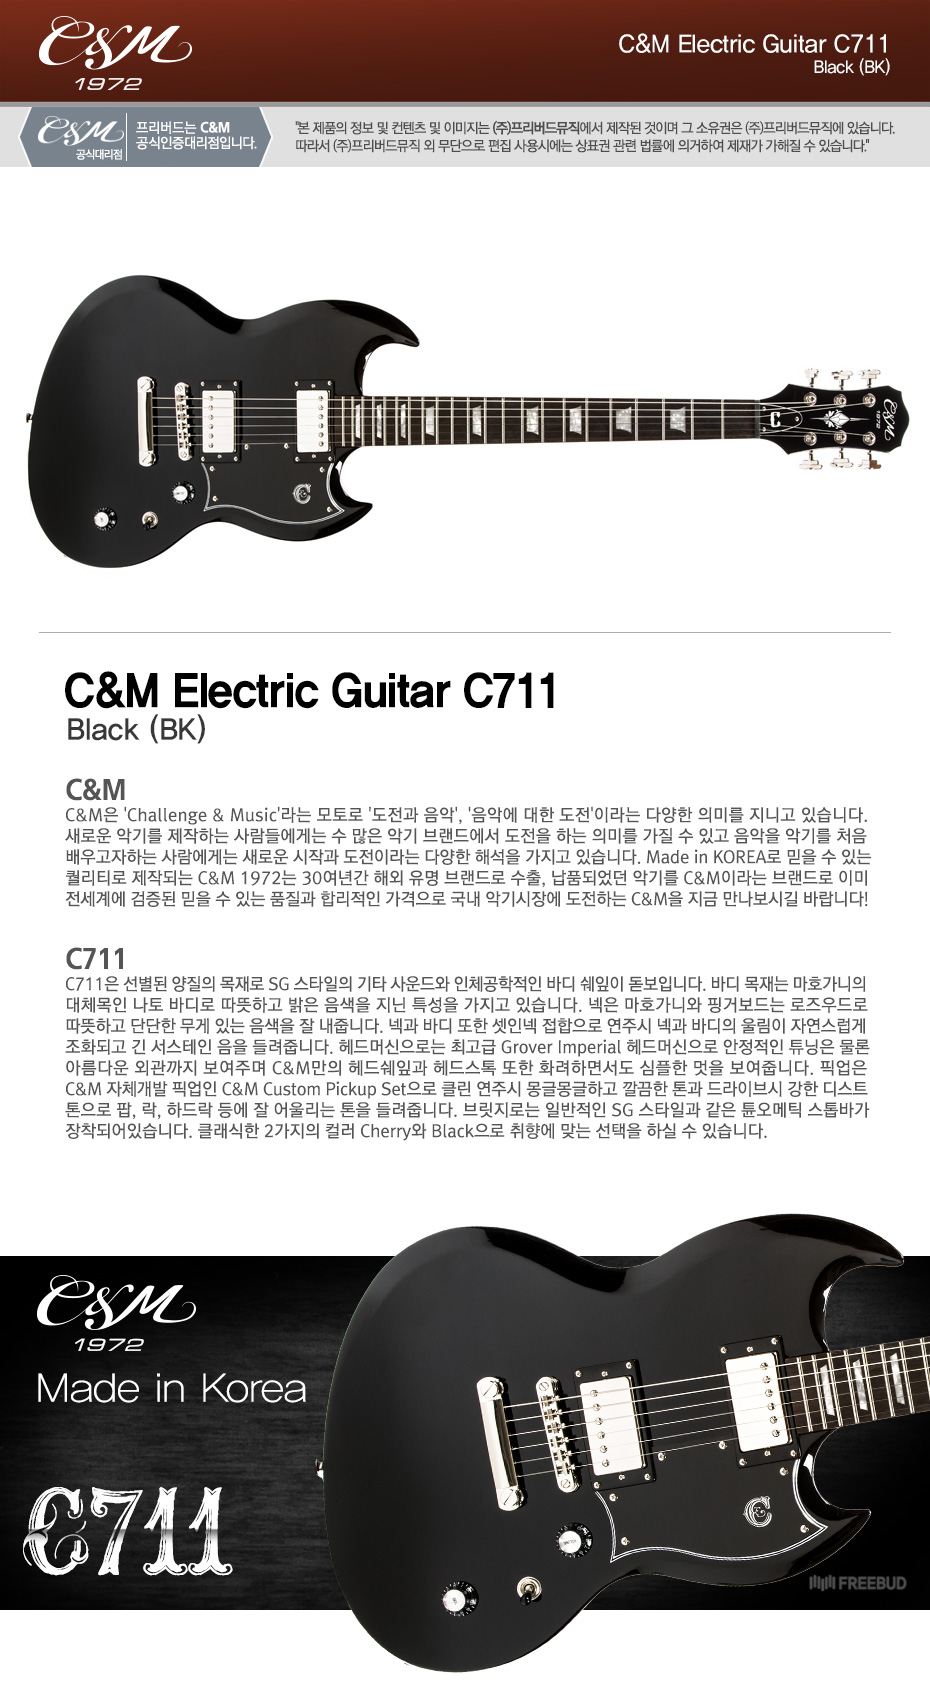 C&M
1972
C&M Electric Guitar C711
Black (BK)
C&M
공식대리점
프리버드는 C&M
공식인증대리점입니다.
"본 제품의 정보 및 컨텐츠 및 이미지는 (주)프리버드뮤직에서 제작된 것이며 그 소유권은 (주)프리버드뮤직에 있습니다.
따라서 (주)프리버드뮤직 외 무단으로 편집 사용시에는 상표권 관련 법률에 의거하여 제재가 가해질 수 있습니다."
C&M
1972
C&M Electric Guitar C711
Black (BK)
C&M
C&M은 'Challenge & Music'라는 모토로 '도전과 음악', '음악에 대한 도전'이라는 다양한 의미를 지니고 있습니다.
새로운 악기를 제작하는 사람들에게는 수 많은 악기 브랜드에서 도전을 하는 의미를 가질 수 있고 음악을 악기를 처음
배우고자하는 사람에게는 새로운 시작과 도전이라는 다양한 해석을 가지고 있습니다. Made in KOREA로 믿을 수 있는
퀄리티로 제작되는 C&M 1972는 30여년간 해외 유명 브랜드로 수출, 납품되었던 악기를 C&M이라는 브랜드로 이미
전세계에 검증된 믿을 수 있는 품질과 합리적인 가격으로 국내 악기시장에 도전하는 C&M을 지금 만나보시길 바랍니다!
C711
C711은 선별된 양질의 목재로 SG 스타일의 기타 사운드와 인체공학적인 바디 쉐잎이 돋보입니다. 바디 목재는 마호가니의
대체목인 나토 바디로 따뜻하고 밝은 음색을 지닌 특성을 가지고 있습니다. 넥은 마호가니와 핑거보드는 로즈우드로
따뜻하고 단단한 무게 있는 음색을 잘 내줍니다. 넥과 바디 또한 셋인넥 접합으로 연주시 넥과 바디의 울림이 자연스럽게
조화되고 긴 서스테인 음을 들려줍니다. 헤드머신으로는 최고급 Grover Imperial 헤드머신으로 안정적인 튜닝은 물론
아름다운 외관까지 보여주며 C&M만의 헤드쉐잎과 헤드스톡 또한 화려하면서도 심플한 멋을 보여줍니다. 픽업은
C&M 자체개발 픽업인 C&M Custom Pickup Set으로 클린 연주시 몽글몽글하고 깔끔한 톤과 드라이브시 강한 디스트
톤으로 팝, 락, 하드락 등에 잘 어울리는 톤을 들려줍니다. 브릿지로는 일반적인 SG 스타일과 같은 튠오메틱 스톱바가
장착되어있습니다. 클래식한 2가지의 컬러 Cherry와 Black으로 취향에 맞는 선택을 하실 수 있습니다.
C&M
1972
Made in Korea
C711
FREEBUD